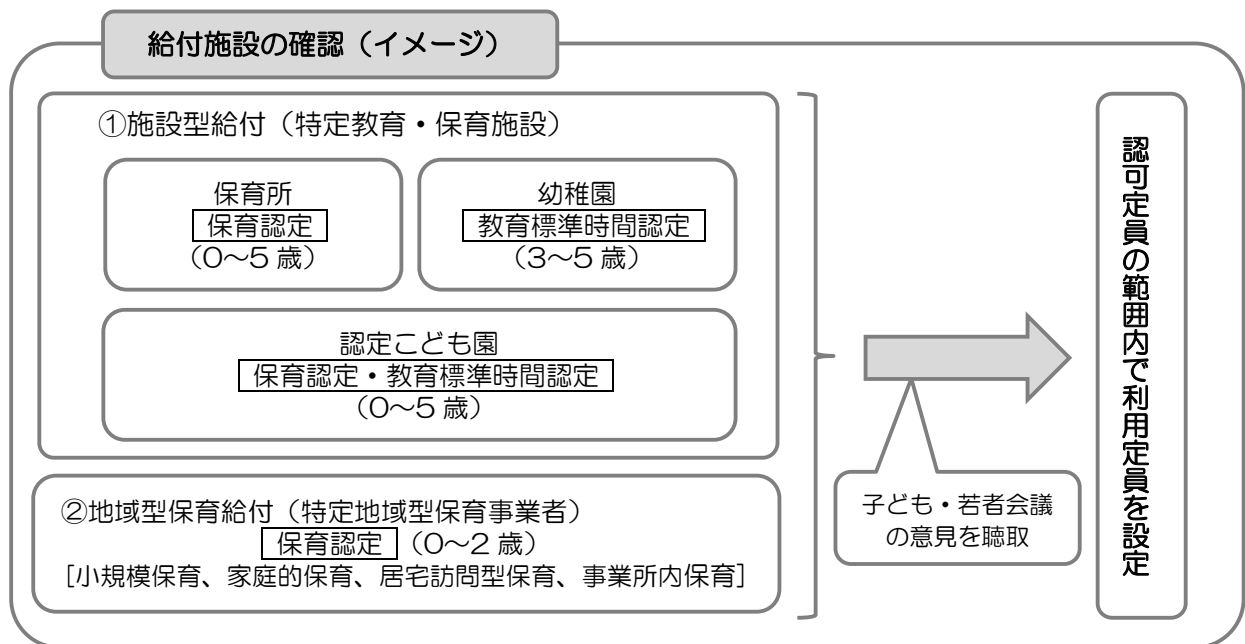 給付施設の確認（イメージ）
①施設型給付（特定教育・保育施設）
保育所
保育認定
（0～5歳）
幼稚園
教育標準時間認定
（3～5歳）
認定こども園
保育認定・教育標準時間認定
（0～5歳）
②地域型保育給付（特定地域型保育事業者）
保育認定（0～2歳）
[小規模保育、家庭的保育、居宅訪問型保育、事業所内保育]
子ども・若者会議
の意見を聴取
認可定員の範囲内で利用定員を設定